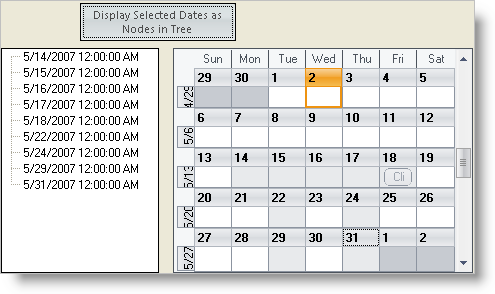 Display Selected Dates as
Nodes in Tree
5/14/2007 12:00:00 AM
5/15/2007 12:00:00 AM
5/16/2007 12:00:00 AM
5/17/2007 12:00:00 AM
5/18/2007 12:00:00 AM
5/22/2007 12:00:00 AM
5/24/2007 12:00:00 AM
5/29/2007 12:00:00 AM
5/31/2007 12:00:00 AM
Sun Mon Tue Wed Thu Fri Sat
29 30 1 2 3 4 5
4/29
6 7 8 9 10 11 12
5/6
13 14 15 16 17 18 19
5/13
Cli
20 21 22 23 24 25 26
5/20
27 28 29 30 31 1 2
5/27